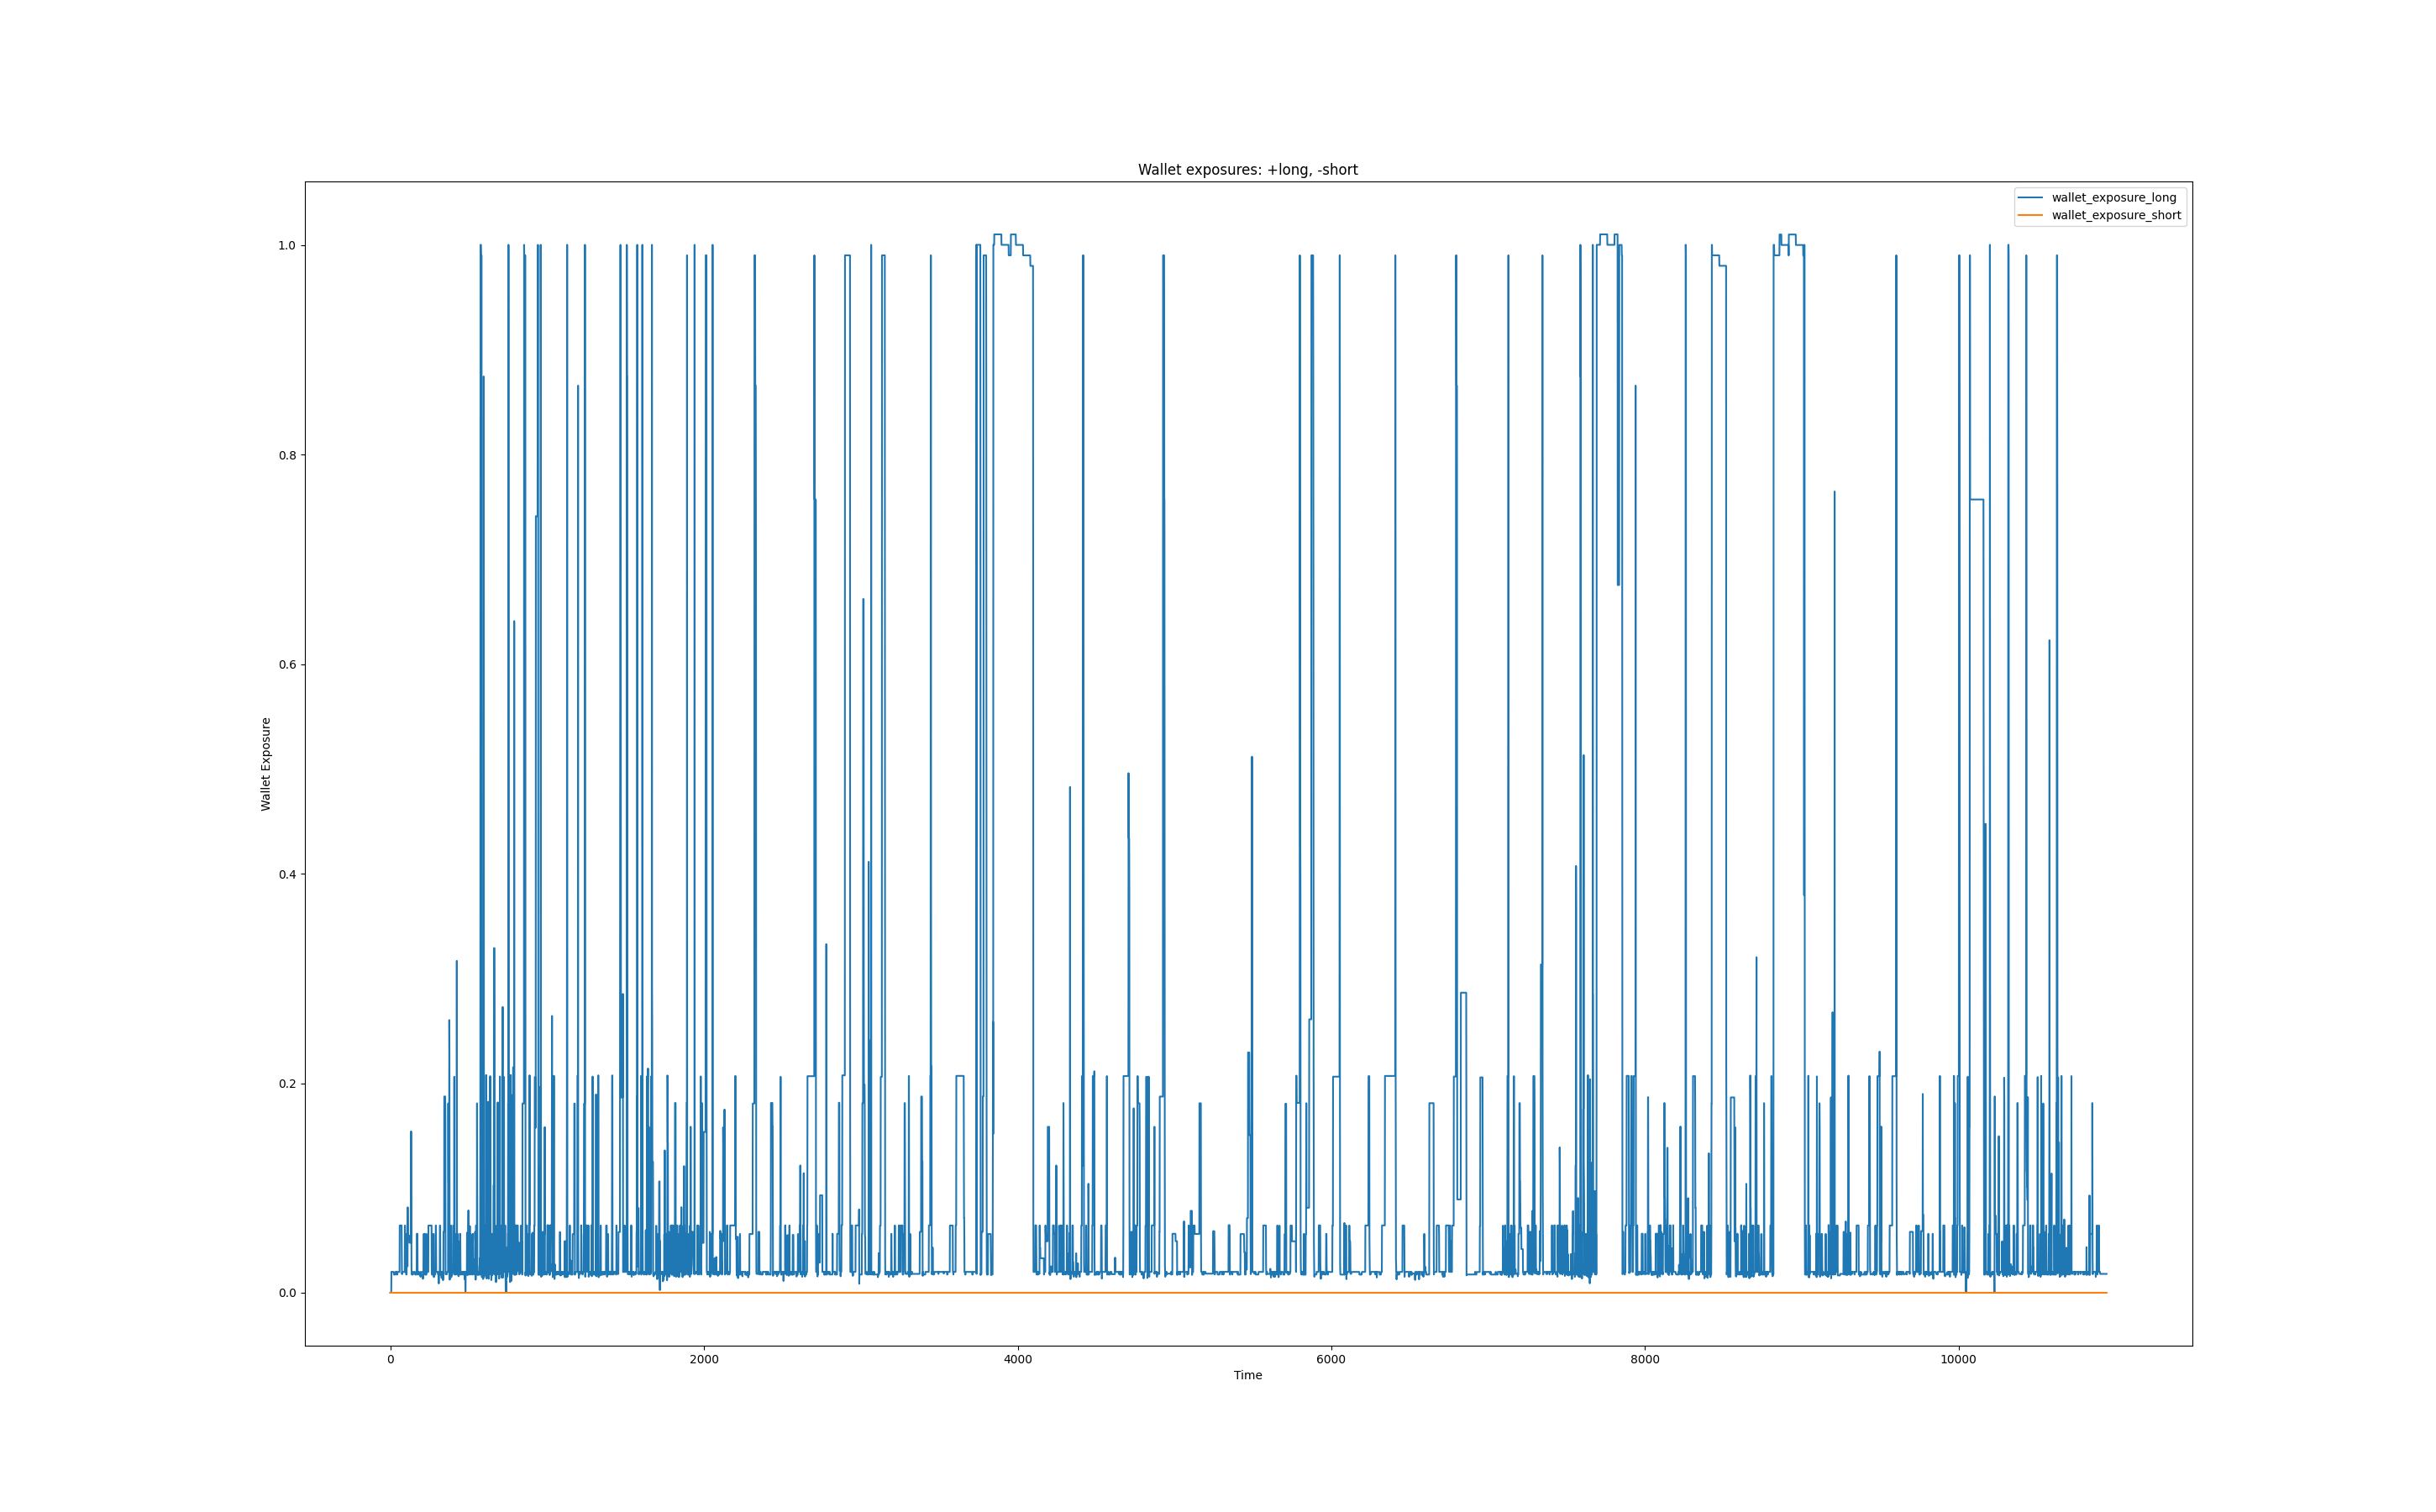 Wallet exposures: +long, -short
wallet_exposure_long
wallet_exposure_short
1.0
0.8
0.6
0.4
0.2
0.0
Wallet Exposure
0 2000 4000 6000 8000 10000
Time